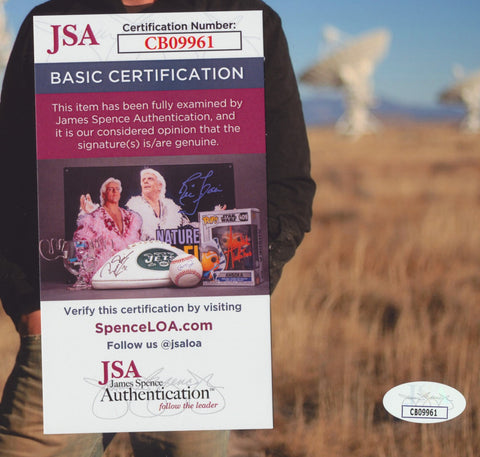 JSA
Certification Number:
CB09961
BASIC CERTIFICATION
This item has been fully examined by
James Spence Authentication, and
it is our considered opinion that the
signature(s) is/are genuine.
NATURE
JETS
Verify this certification by visiting
SpenceLOA.com
Follow us @jsaloa
JSA
James Spence
Authentication™
follow the leader
CB09961